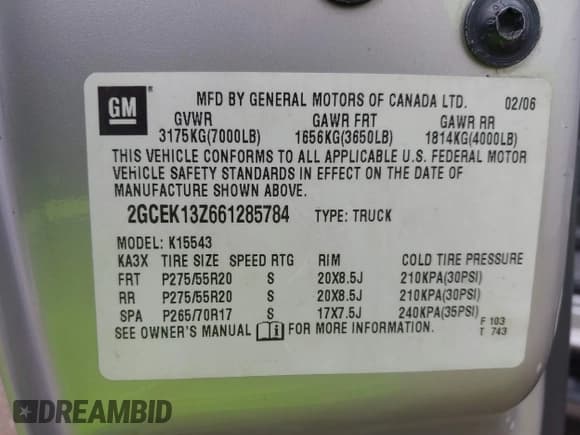 GM ®
MFD BY GENERAL MOTORS OF CANADA LTD. 02/06
GVWR GAWR FRT GAWR RR
3175KG(7000LB) 1656KG(3650LB) 1814KG(4000LB)
THIS VEHICLE CONFORMS TO ALL APPLICABLE U.S. FEDERAL MOTOR
VEHICLE SAFETY STANDARDS IN EFFECT ON THE DATE OF
MANUFACTURE SHOWN ABOVE.
2GCEK13Z661285784 TYPE: TRUCK
MODEL: K15543
KA3X TIRE SIZE SPEED RTG RIM COLD TIRE PRESSURE
FRT P275/55R20 S 20X8.5J 210KPA(30PSI)
RR P275/55R20 S 20X8.5J 210KPA(30PSI)
SPA P265/70R17 S 17X7.5J 240KPA(35PSI)
SEE OWNER'S MANUAL i FOR MORE INFORMATION.
F 103
T 743
DREAMBID